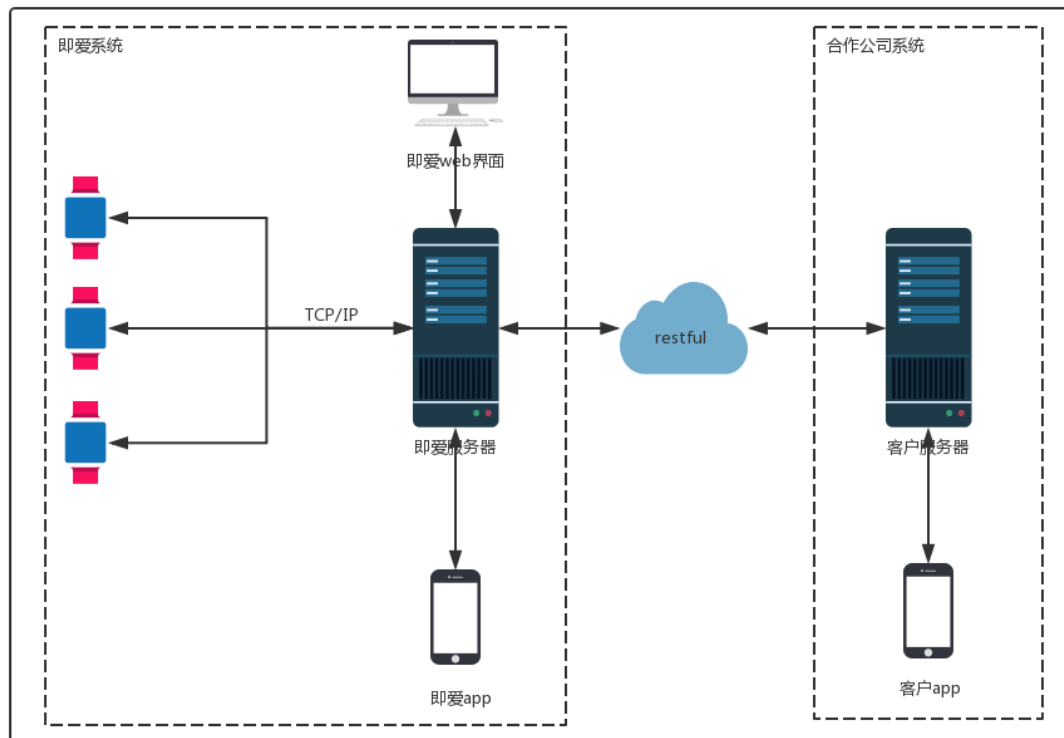 即爱系统
合作公司系统
即爱web界面
TCP/IP
restful
即爱服务器
客户服务器
即爱app
客户app